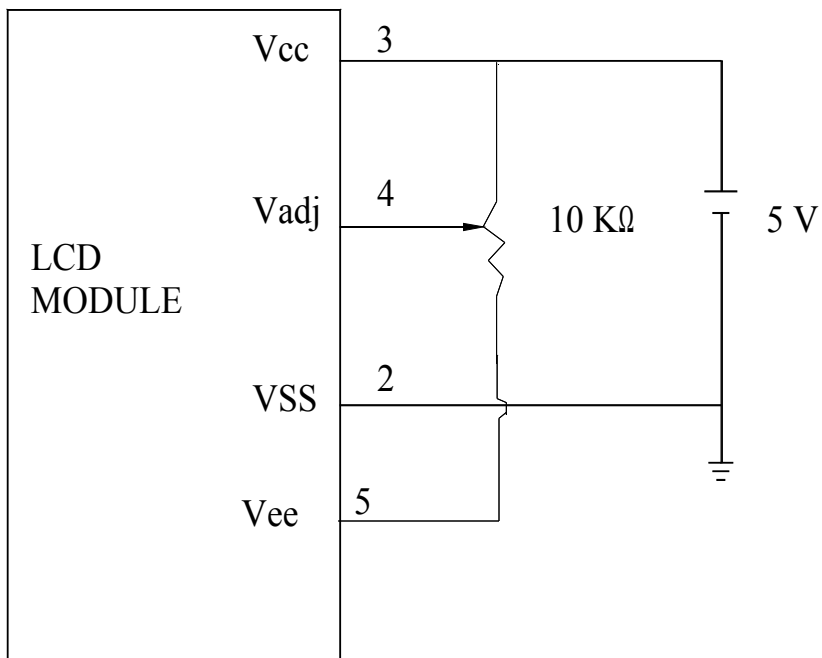 Vcc
3
Vadj
4
10 KΩ
5 V
LCD
MODULE
VSS
2
Vee
5